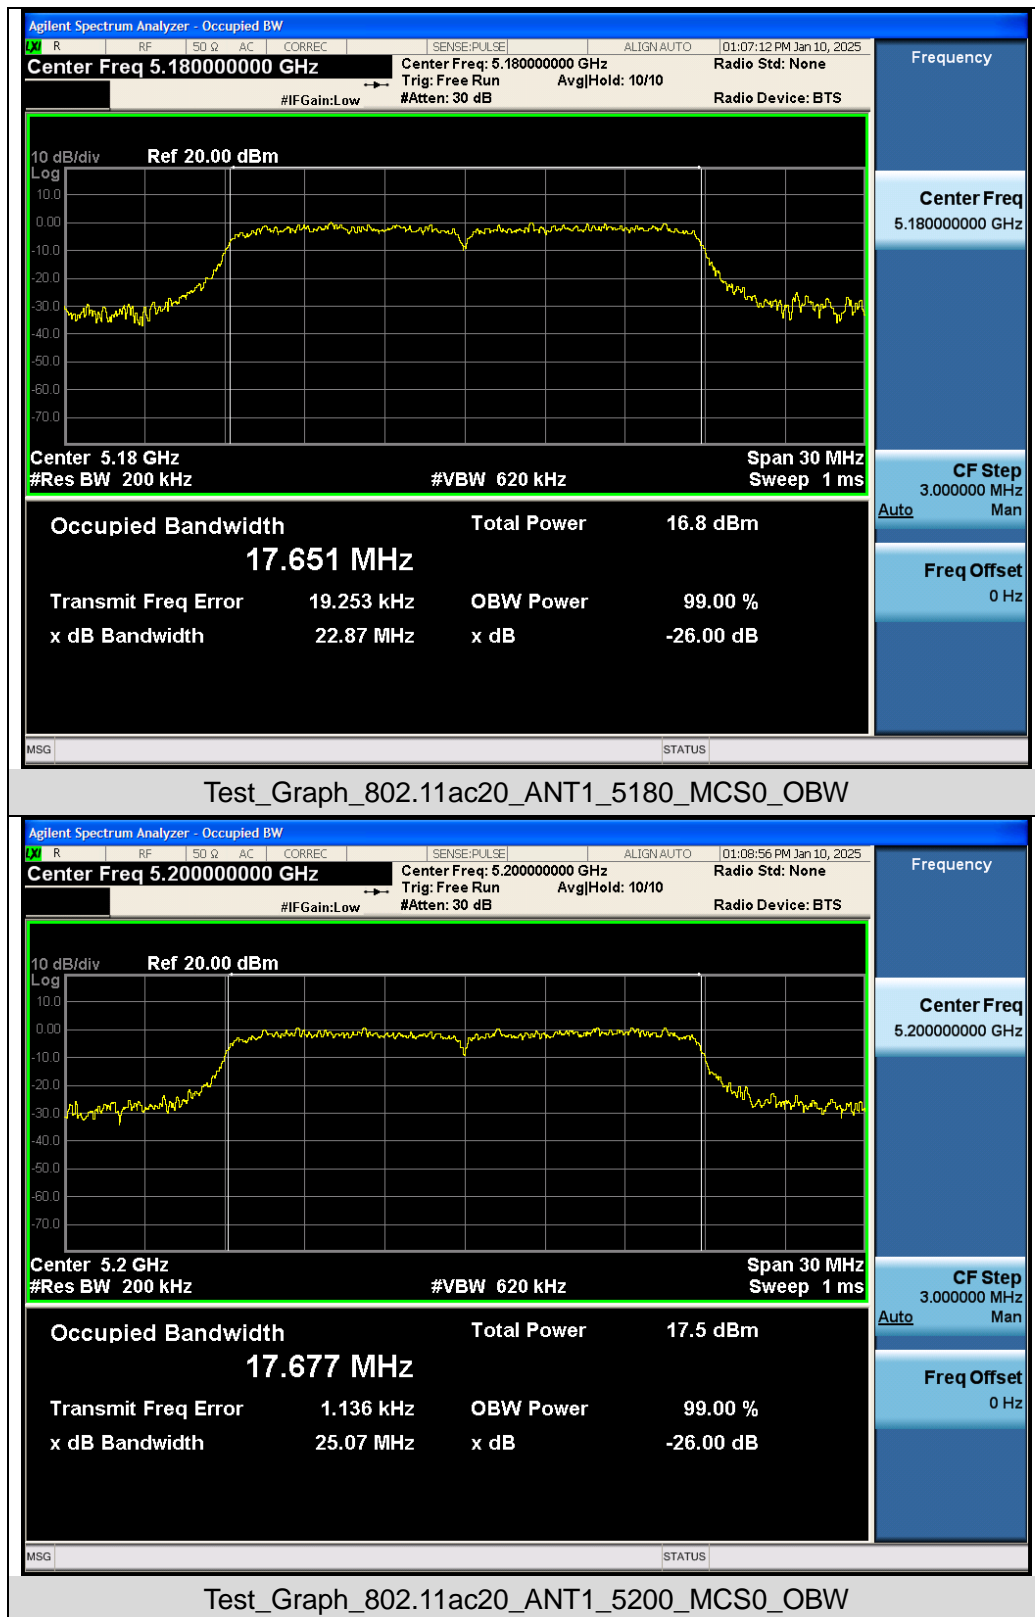 Agilent Spectrum Analyzer - Occupied BW
LXI R RF 50 Ω AC CORREC SENSE:PULSE ALIGN AUTO 01:07:12 PM Jan 10, 2025
Center Freq 5.180000000 GHz
Center Freq: 5.180000000 GHz Radio Std: None
Trig: Free Run Avg|Hold: 10/10
#IFGain:Low #Atten: 30 dB Radio Device: BTS
10 dB/div Ref 20.00 dBm
Log
10.0
0.00
-10.0
-20.0
-30.0
-40.0
-50.0
-60.0
-70.0
Center 5.18 GHz Span 30 MHz
#Res BW 200 kHz #VBW 620 kHz Sweep 1 ms
Occupied Bandwidth Total Power 16.8 dBm
17.651 MHz
Transmit Freq Error 19.253 kHz OBW Power 99.00 %
x dB Bandwidth 22.87 MHz x dB -26.00 dB
MSG STATUS
Frequency
Center Freq
5.180000000 GHz
CF Step
3.000000 MHz
Auto Man
Freq Offset
0 Hz
Test_Graph_802.11ac20_ANT1_5180_MCS0_OBW
Agilent Spectrum Analyzer - Occupied BW
LXI R RF 50 Ω AC CORREC SENSE:PULSE ALIGN AUTO 01:08:56 PM Jan 10, 2025
Center Freq 5.200000000 GHz
Center Freq: 5.200000000 GHz Radio Std: None
Trig: Free Run Avg|Hold: 10/10
#IFGain:Low #Atten: 30 dB Radio Device: BTS
10 dB/div Ref 20.00 dBm
Log
10.0
0.00
-10.0
-20.0
-30.0
-40.0
-50.0
-60.0
-70.0
Center 5.2 GHz Span 30 MHz
#Res BW 200 kHz #VBW 620 kHz Sweep 1 ms
Occupied Bandwidth Total Power 17.5 dBm
17.677 MHz
Transmit Freq Error 1.136 kHz OBW Power 99.00 %
x dB Bandwidth 25.07 MHz x dB -26.00 dB
MSG STATUS
Frequency
Center Freq
5.200000000 GHz
CF Step
3.000000 MHz
Auto Man
Freq Offset
0 Hz
Test_Graph_802.11ac20_ANT1_5200_MCS0_OBW